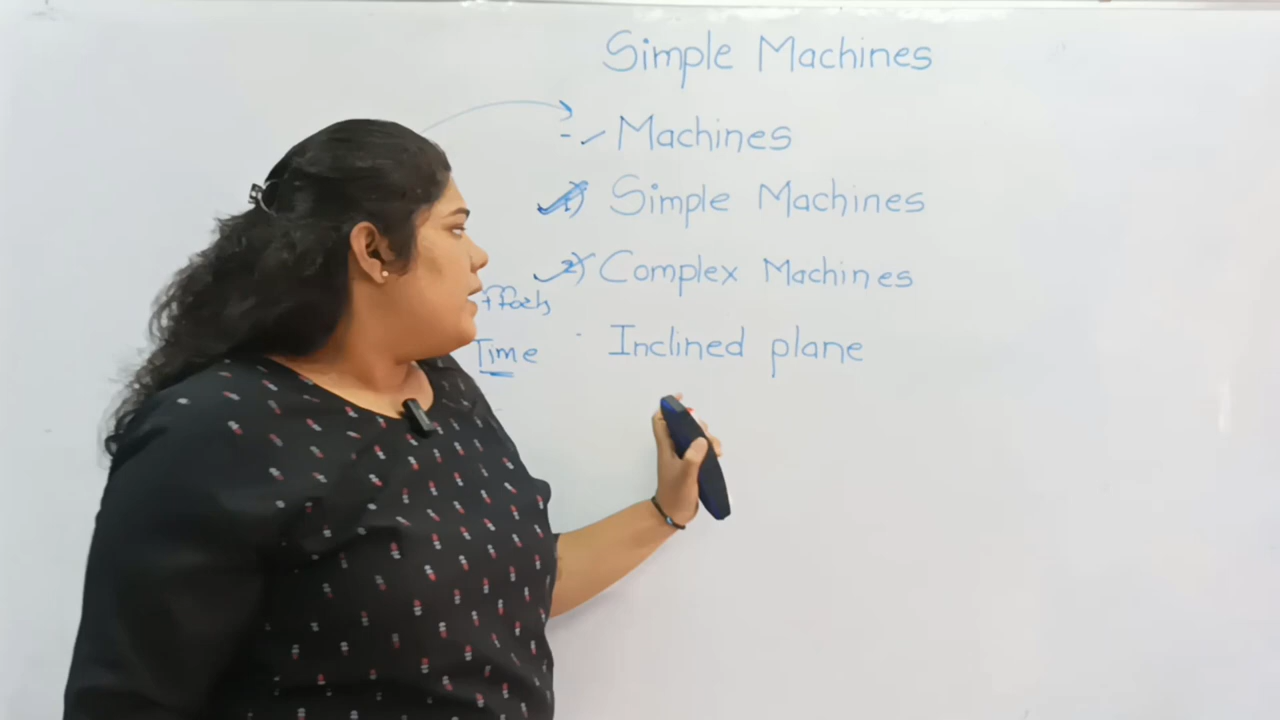 Simple Machines
- Machines
1) Simple Machines
2) Complex Machines
Time
Inclined plane